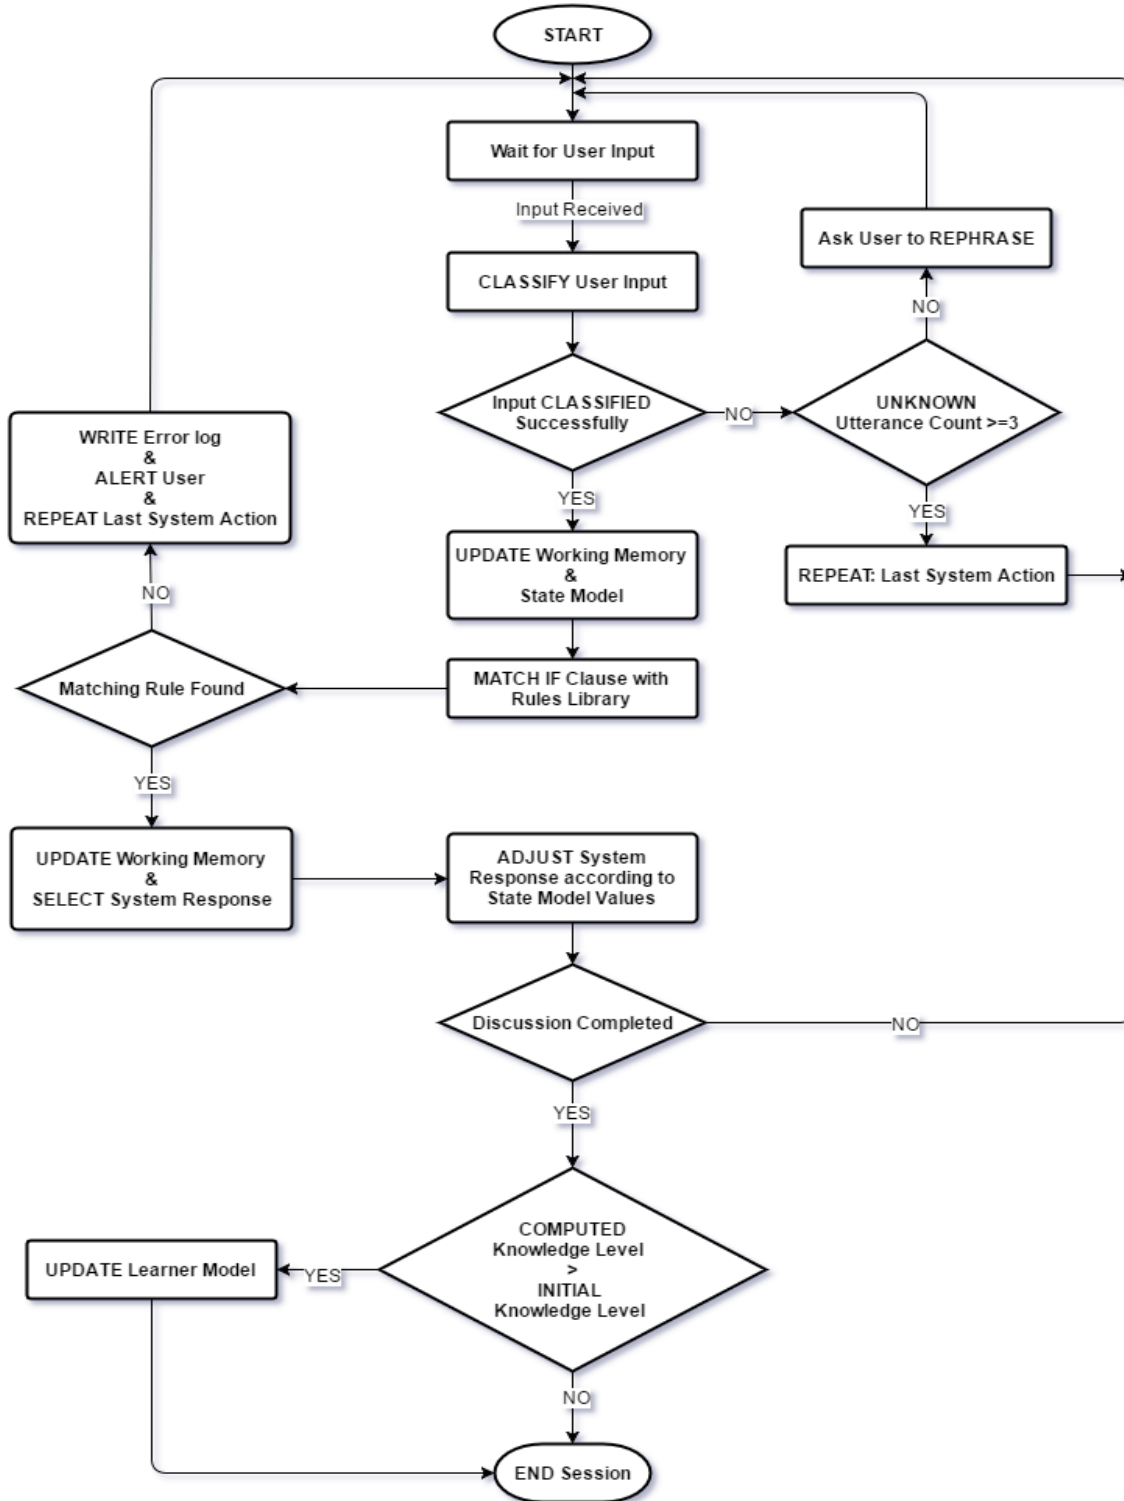 START
Wait for User Input
Input Received
CLASSIFY User Input
Ask User to REPHRASE
NO
Input CLASSIFIED
Successfully
NO
UNKNOWN
Utterance Count >=3
YES
YES
REPEAT: Last System Action
UPDATE Working Memory
&
State Model
MATCH IF Clause with
Rules Library
WRITE Error log
&
ALERT User
&
REPEAT Last System Action
NO
Matching Rule Found
YES
UPDATE Working Memory
&
SELECT System Response
ADJUST System
Response according to
State Model Values
Discussion Completed
NO
YES
COMPUTED
Knowledge Level
>
INITIAL
Knowledge Level
YES
UPDATE Learner Model
NO
END Session